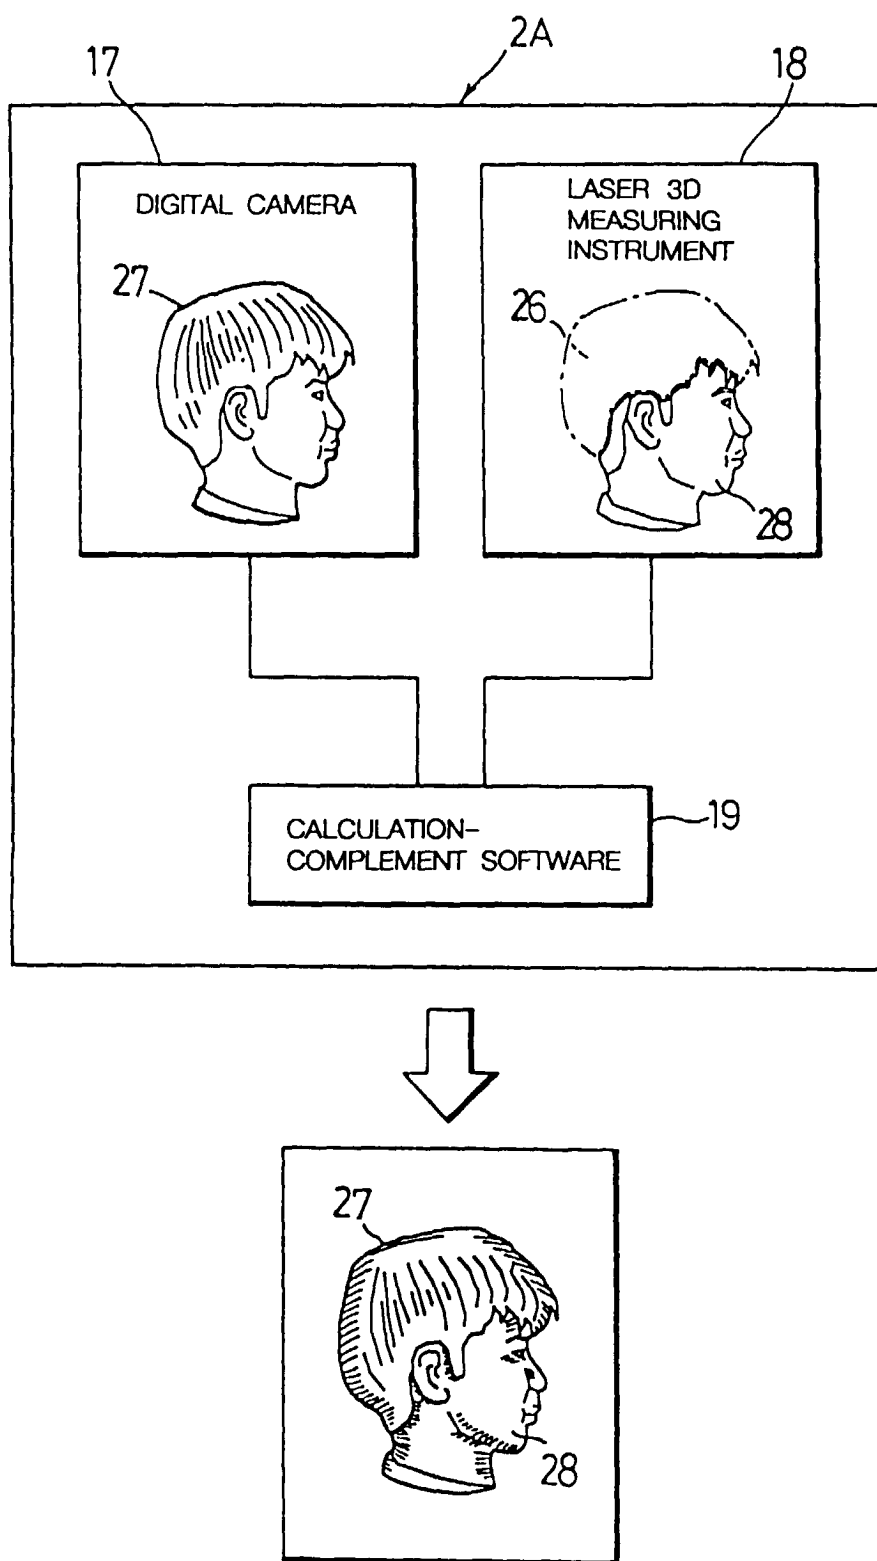 2A
17
18
DIGITAL CAMERA
LASER 3D
MEASURING
INSTRUMENT
27
26
28
19
CALCULATION-
COMPLEMENT SOFTWARE
27
28